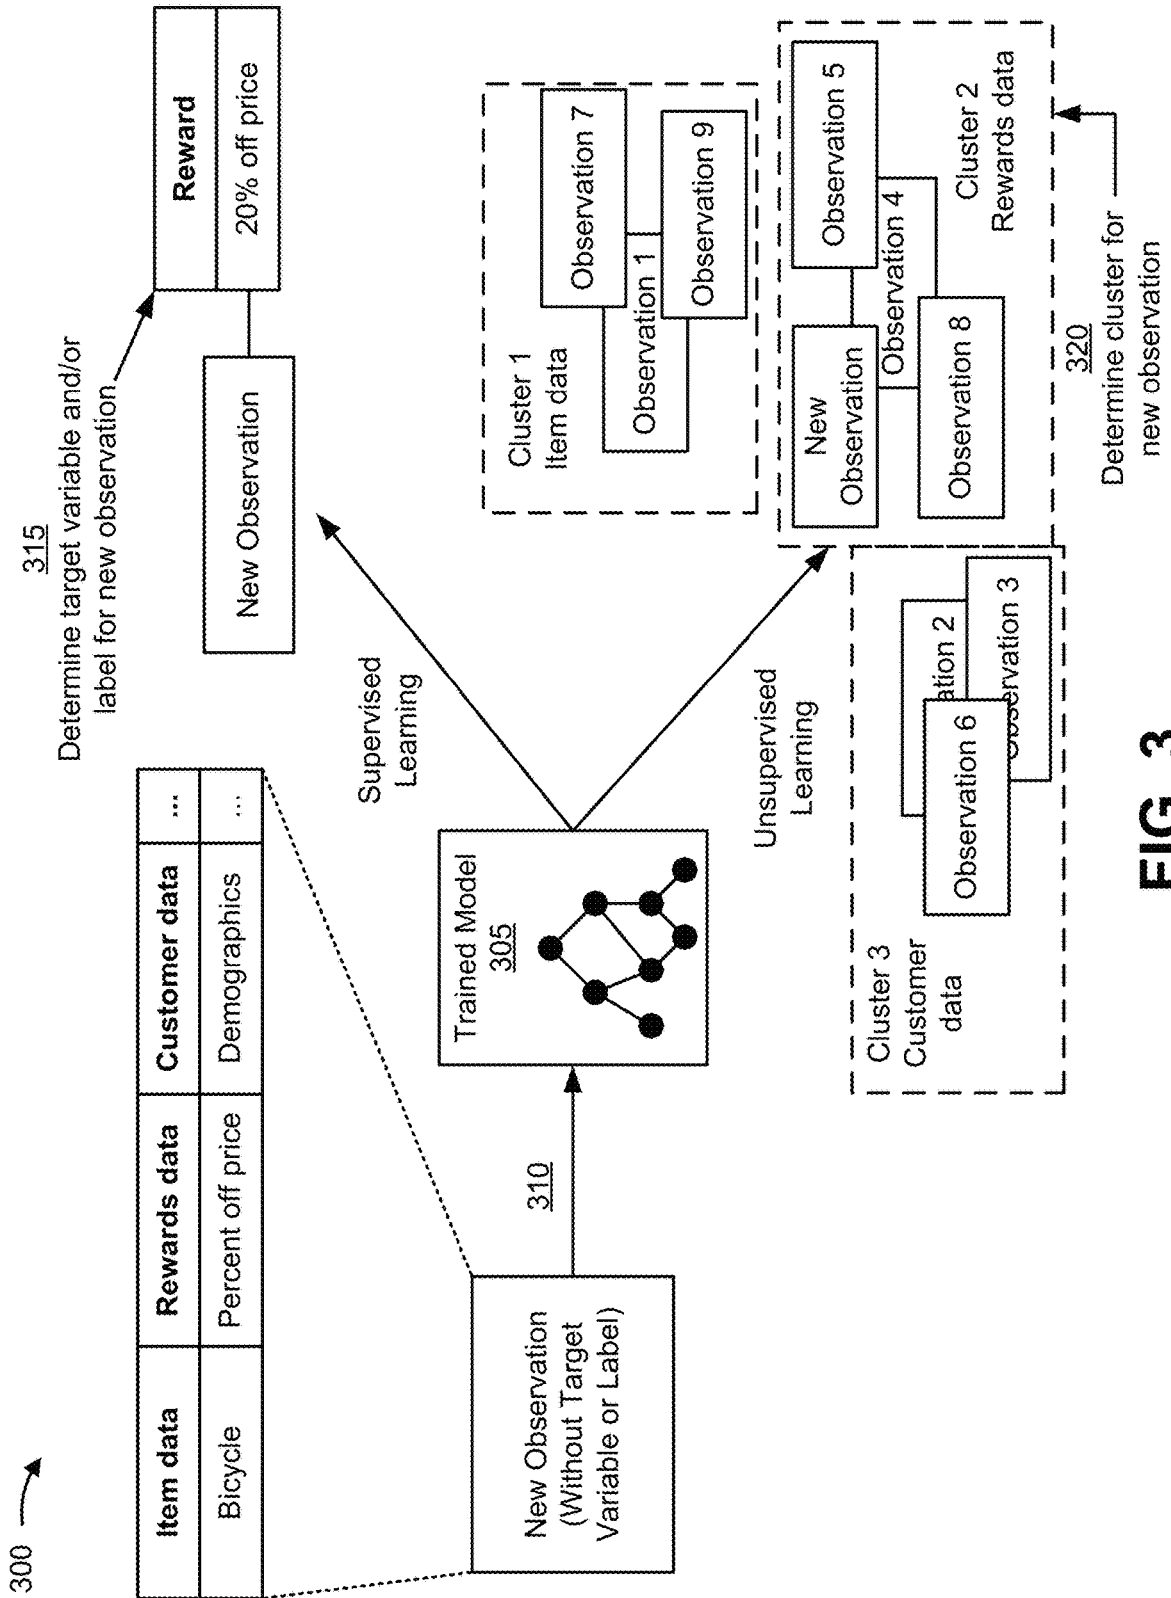 300
Item data
Rewards data
Customer data
...
Bicycle
Percent off price
Demographics
...
315
Determine target variable and/or
label for new observation
Reward
20% off price
New Observation
Supervised
Learning
New Observation
(Without Target
Variable or Label)
310
Trained Model
305
Unsupervised
Learning
Cluster 1
Item data
Observation 7
Observation 1
Observation 9
New
Observation
Observation 5
Observation 4
Observation 8
Cluster 2
Rewards data
Cluster 3
Customer
data
ation 2
Observation 6
servation 3
320
Determine cluster for
new observation
FIG. 3